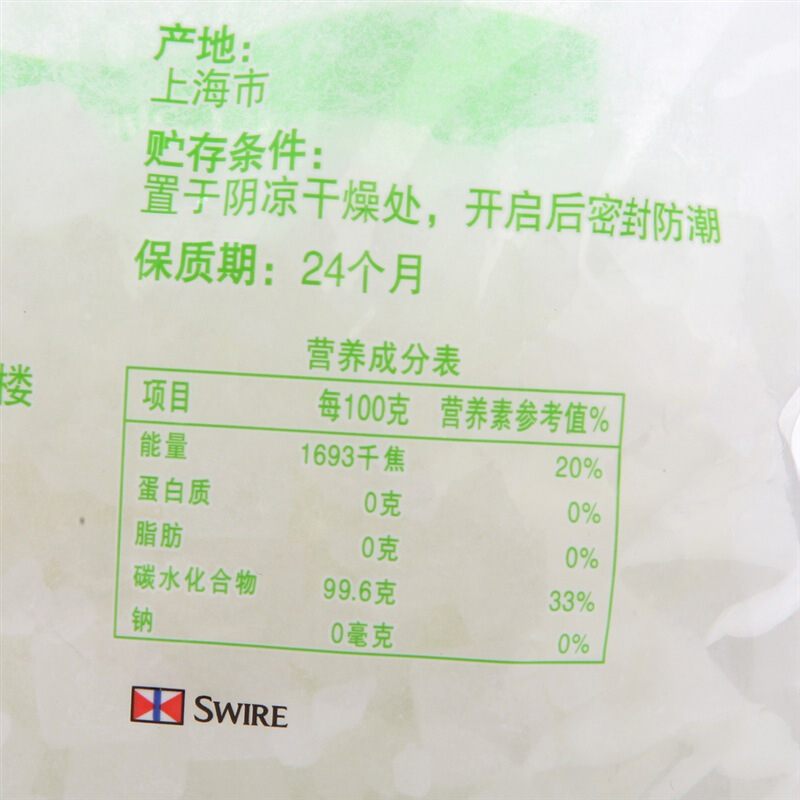 产地：
上海市
贮存条件：
置于阴凉干燥处，开启后密封防潮
保质期：24个月
楼
营养成分表
项目 每100克 营养素参考值%
能量 1693千焦 20%
蛋白质 0克 0%
脂肪 0克 0%
碳水化合物 99.6克 33%
钠 0毫克 0%
SWIRE